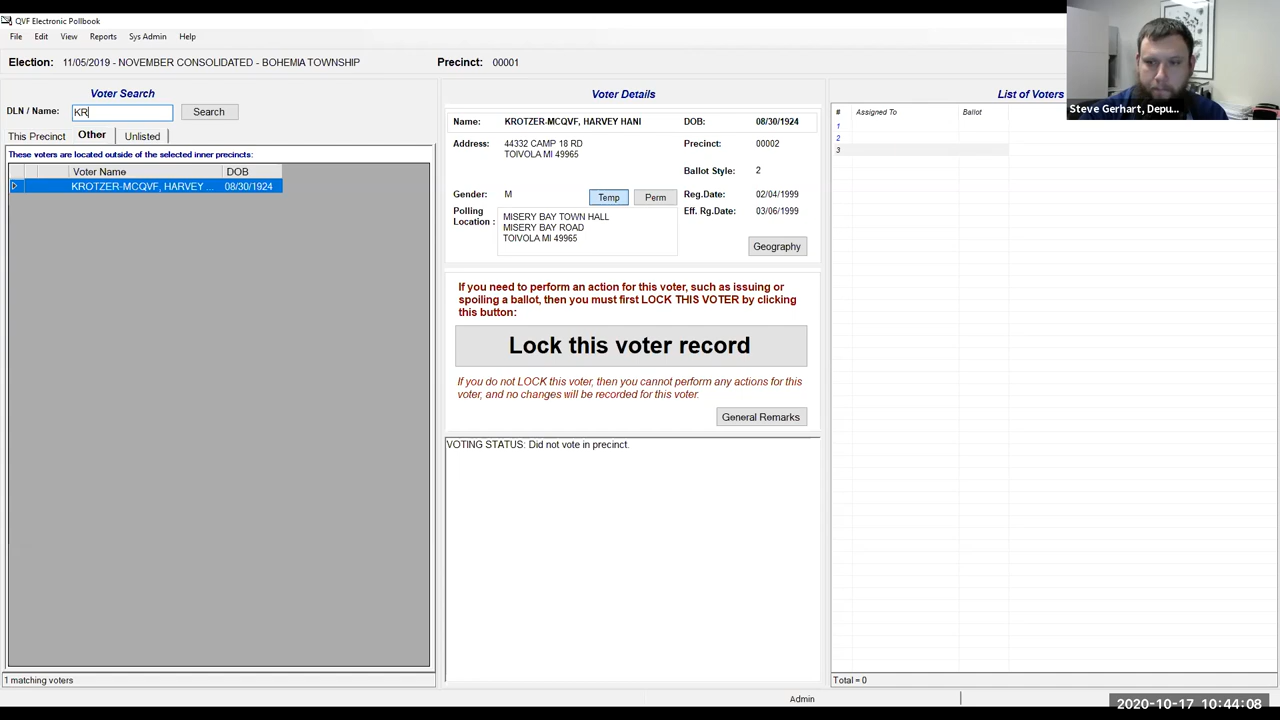 QVF Electronic Pollbook
File Edit View Reports Sys Admin Help
Election: 11/05/2019 - NOVEMBER CONSOLIDATED - BOHEMIA TOWNSHIP Precinct: 00001
Voter Search
DLN / Name: KR Search
This Precinct Other Unlisted
These voters are located outside of the selected inner precincts:
Voter Name DOB
KROTZER-MCQVF, HARVEY ... 08/30/1924
1 matching voters
Voter Details
Name: KROTZER-MCQVF, HARVEY HANI DOB: 08/30/1924
Address: 44332 CAMP 18 RD Precinct: 00002
TOIVOLA MI 49965
Ballot Style: 2
Gender: M Temp Perm Reg.Date: 02/04/1999
Polling Location : MISERY BAY TOWN HALL Eff. Rg.Date: 03/06/1999
MISERY BAY ROAD
TOIVOLA MI 49965
Geography
If you need to perform an action for this voter, such as issuing or
spoiling a ballot, then you must first LOCK THIS VOTER by clicking
this button:
Lock this voter record
If you do not LOCK this voter, then you cannot perform any actions for this
voter, and no changes will be recorded for this voter.
General Remarks
VOTING STATUS: Did not vote in precinct.
List of Voters
# Assigned To Ballot
1
2
3
Total = 0
Admin
Steve Gerhart, Depu...
2020-10-17 10:44:08